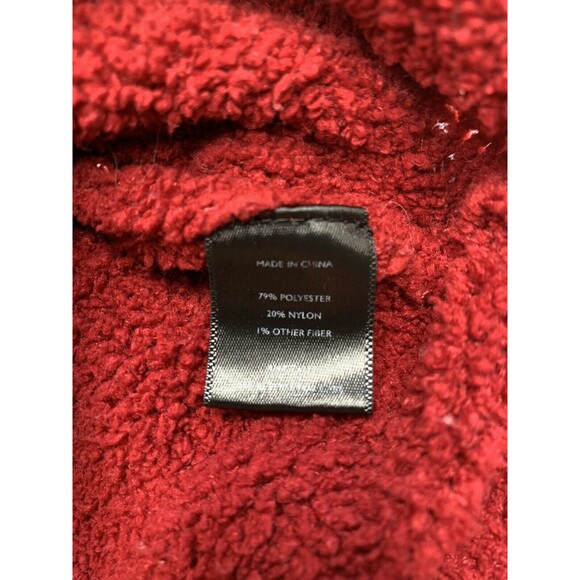 MADE IN CHINA
79% POLYESTER
20% NYLON
1% OTHER FIBER